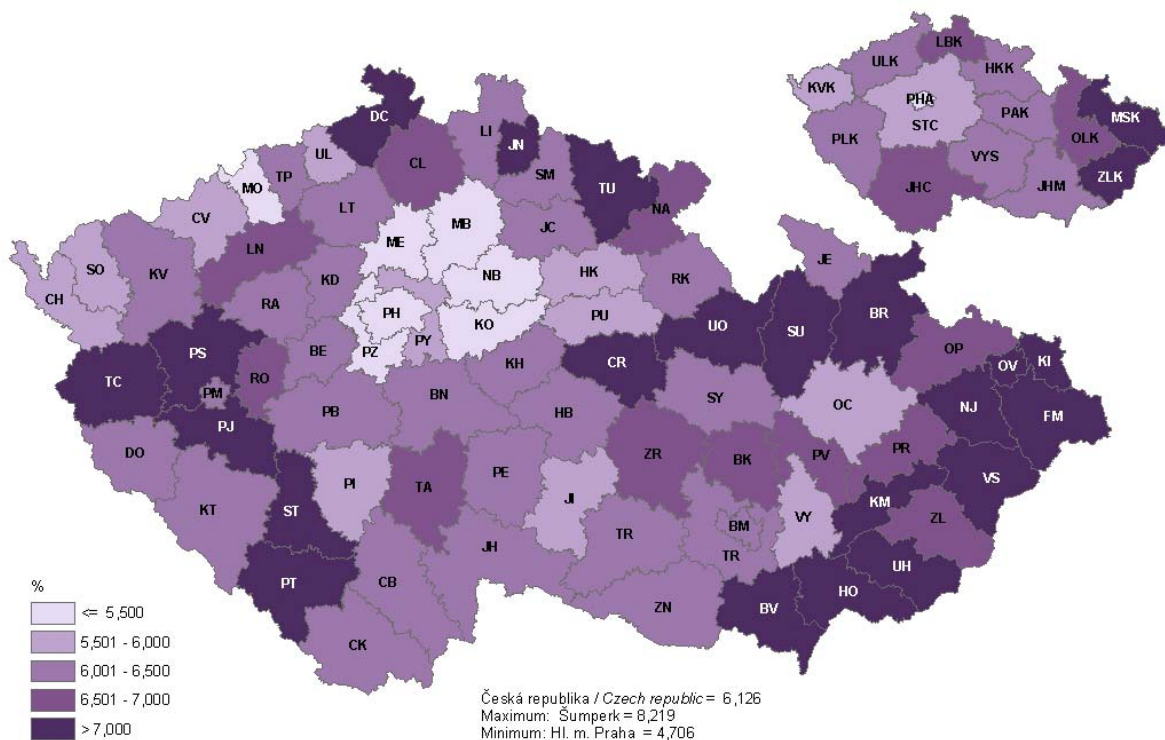 LBK
ULK
HKK
KVK
PHA
STC
PAK
MSK
OLK
PLK
VYS
ZLK
JHC
JHM
DC
LI
JN
UL
CL
SM
TU
MO
TP
NA
CV
LT
MB
JC
ME
LN
SO
KV
KD
NB
HK
JE
CH
RA
RK
PH
KO
PU
BR
UO
SU
PS
BE
PZ
PY
OP
TC
RO
KH
CR
OV
KI
PM
BN
SY
OC
NJ
FM
PB
HB
PJ
DO
ZR
BK
PV
PR
PI
TA
PE
VS
JI
KM
ZL
KT
ST
BM
VY
TR
JH
TR
UH
PT
CB
ZN
BV
HO
CK
%
<= 5,500
5,501 - 6,000
6,001 - 6,500
6,501 - 7,000
>7,000
Česká republika / Czech republic = 6,126
Maximum: Šumperk = 8,219
Minimum: Hl. m. Praha = 4,706